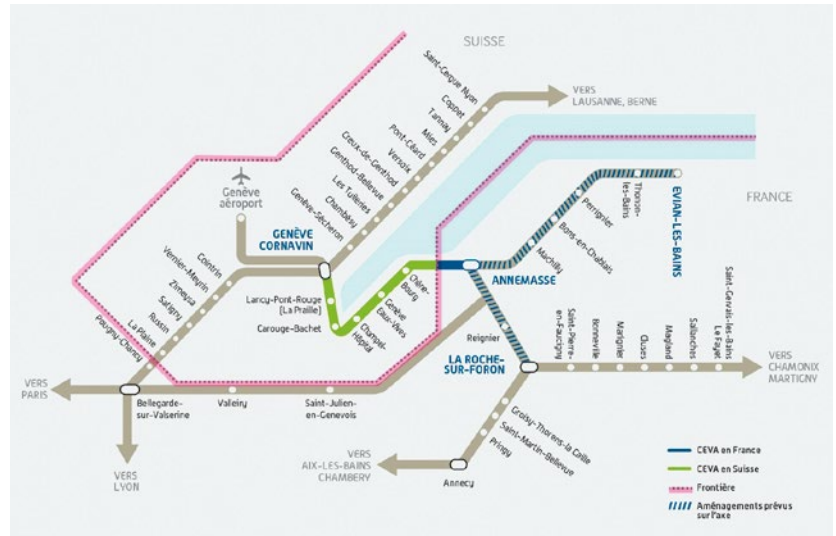 SUISSE
VERS
LAUSANNE, BERNE
Saint-Cergue Nyon
Coppet
Tannay
Mies
Pont-Céard
Versoix
Creux-de-Genthod
Genthod-Bellevue
Les Tuileries
Chambésy
Genève-Sécheron
Genève
aéroport
GENÈVE
CORNAVIN
FRANCE
EVIAN-LES-BAINS
Thonon-
les-Bains
Perrignier
Bons-en-Chablais
Machilly
ANNEMASSE
Cointrin
Vernier-Meyrin
Zimeysa
Satigny
Russin
La Plaine
Pougny-Chancy
Lancy-Pont-Rouge
(La Praille)
Carouge-Bachet
Champel-
Hôpital
Genève
Eaux-Vives
Chêne-
Bourg
Reignier
LA ROCHE-
SUR-FORON
Saint-Pierre-
en-Faucigny
Bonneville
Marignier
Cluses
Magland
Sallanches
Saint-Gervais-les-Bains
Le Fayet
VERS
CHAMONIX
MARTIGNY
VERS
PARIS
Bellegarde-
sur-Valserine
Valleiry
Saint-Julien-
en-Genevois
VERS
LYON
VERS
AIX-LES-BAINS
CHAMBERY
Annecy
Groisy-Thorens-la Caille
Saint-Martin-Bellevue
Pringy
CEVA en France
CEVA en Suisse
Frontière
Aménagements prévus
sur l'axe